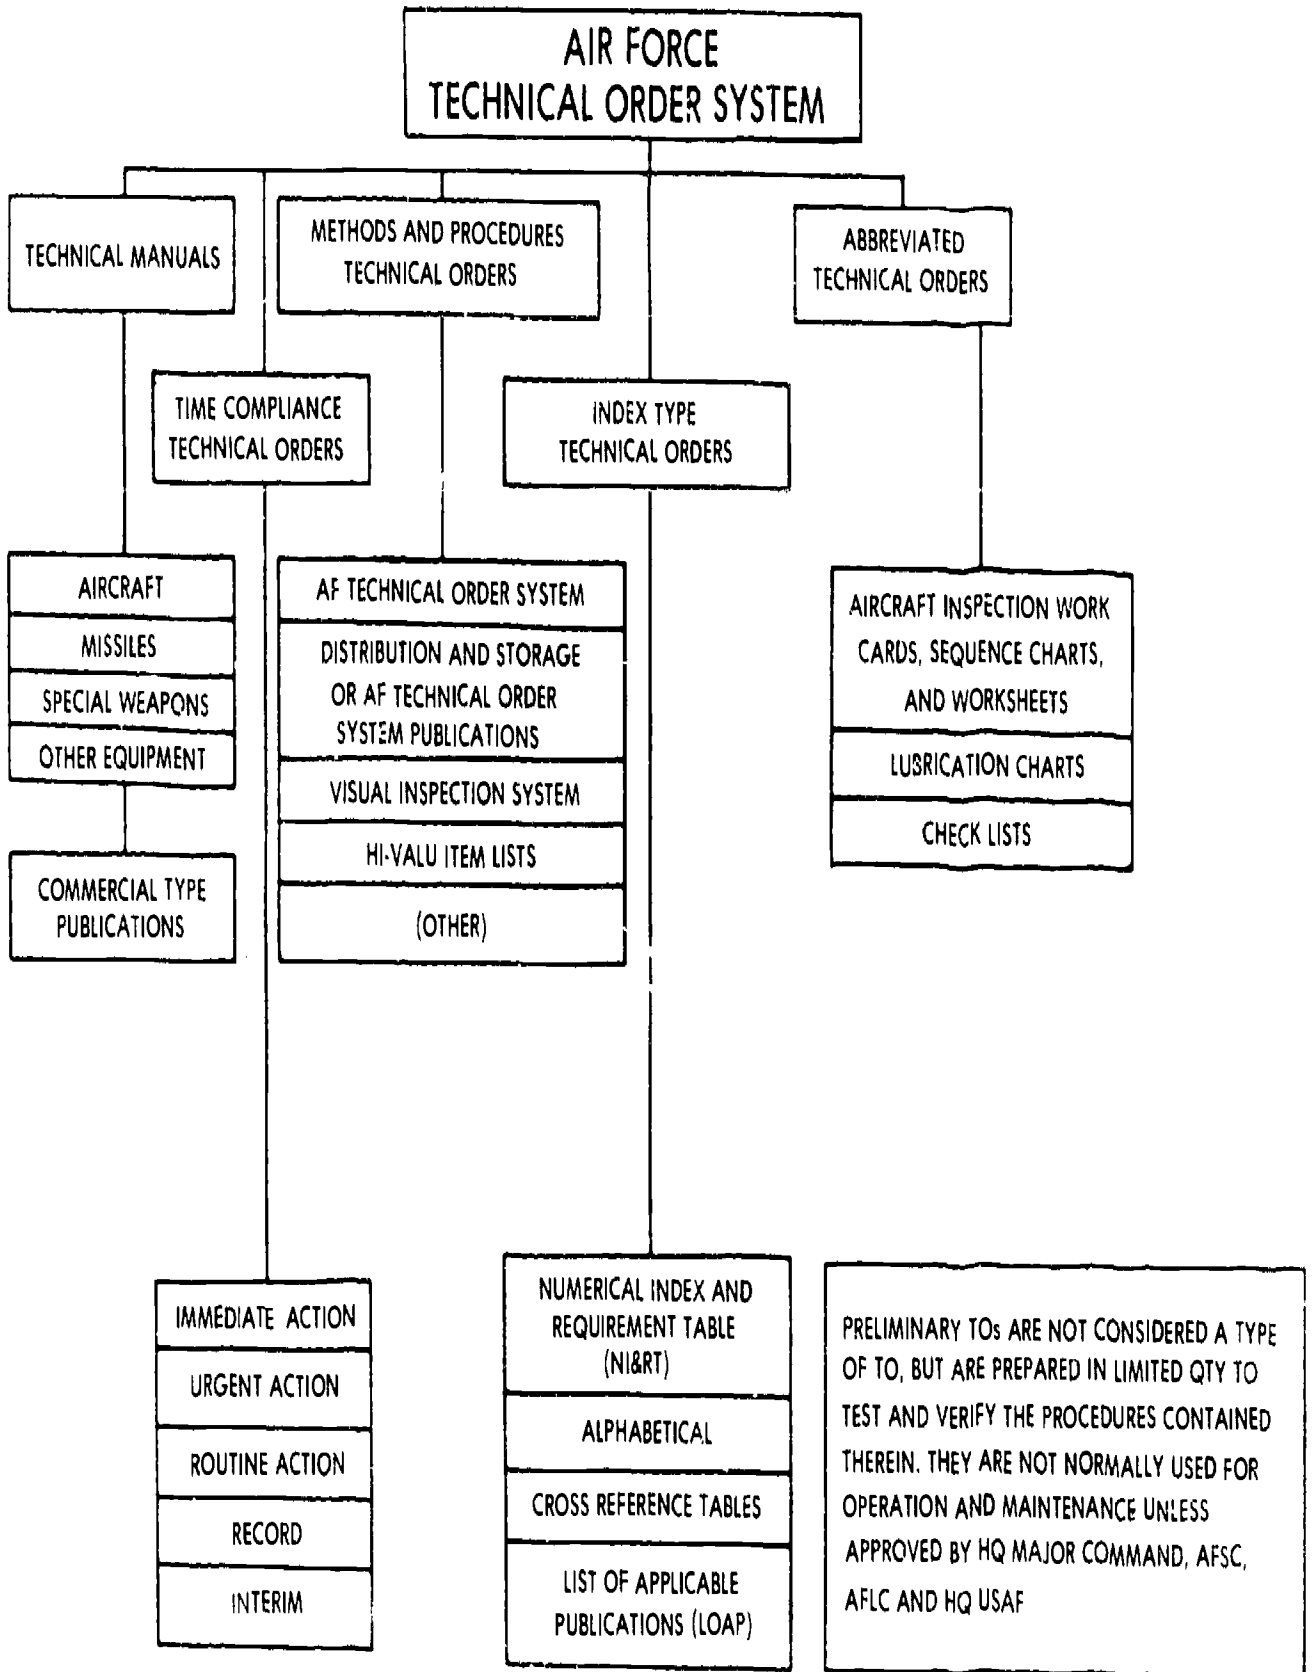 AIR FORCE
TECHNICAL ORDER SYSTEM
TECHNICAL MANUALS
METHODS AND PROCEDURES
TECHNICAL ORDERS
ABBREVIATED
TECHNICAL ORDERS
TIME COMPLIANCE
TECHNICAL ORDERS
INDEX TYPE
TECHNICAL ORDERS
AIRCRAFT
MISSILES
SPECIAL WEAPONS
OTHER EQUIPMENT
COMMERCIAL TYPE
PUBLICATIONS
AF TECHNICAL ORDER SYSTEM
DISTRIBUTION AND STORAGE
OR AF TECHNICAL ORDER
SYSTEM PUBLICATIONS
VISUAL INSPECTION SYSTEM
HI-VALU ITEM LISTS
(OTHER)
AIRCRAFT INSPECTION WORK
CARDS, SEQUENCE CHARTS,
AND WORKSHEETS
LUBRICATION CHARTS
CHECK LISTS
IMMEDIATE ACTION
URGENT ACTION
ROUTINE ACTION
RECORD
INTERIM
NUMERICAL INDEX AND
REQUIREMENT TABLE
(NI&RT)
ALPHABETICAL
CROSS REFERENCE TABLES
LIST OF APPLICABLE
PUBLICATIONS (LOAP)
PRELIMINARY TOs ARE NOT CONSIDERED A TYPE
OF TO, BUT ARE PREPARED IN LIMITED QTY TO
TEST AND VERIFY THE PROCEDURES CONTAINED
THEREIN. THEY ARE NOT NORMALLY USED FOR
OPERATION AND MAINTENANCE UNLESS
APPROVED BY HQ MAJOR COMMAND, AFSC,
AFLC AND HQ USAF